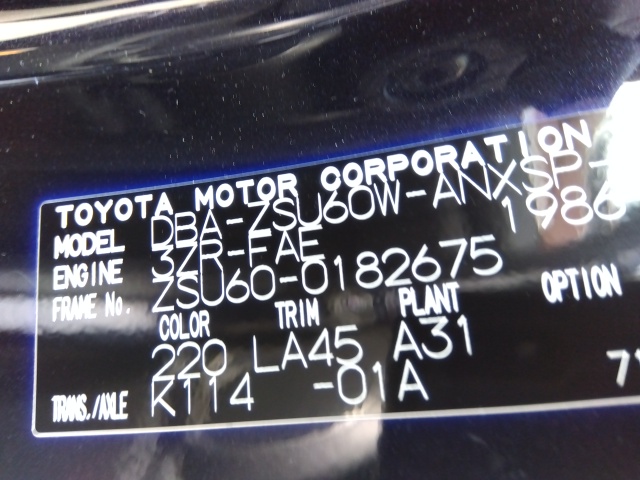 TOYOTA MOTOR CORPORATION
MODEL DBA-ZSU60W-ANXSP-
ENGINE 3ZR-FAE 1986
FRAME No. ZSU60-0182675
COLOR TRIM PLANT OPTION
220 LA45 A31
TRANS./AXLE K114 -01A